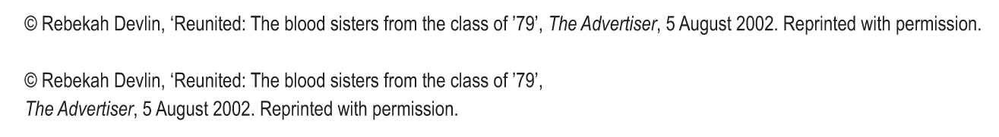 © Rebekah Devlin, ‘Reunited: The blood sisters from the class of ’79’, The Advertiser, 5 August 2002. Reprinted with permission.
© Rebekah Devlin, ‘Reunited: The blood sisters from the class of ’79’,
The Advertiser, 5 August 2002. Reprinted with permission.